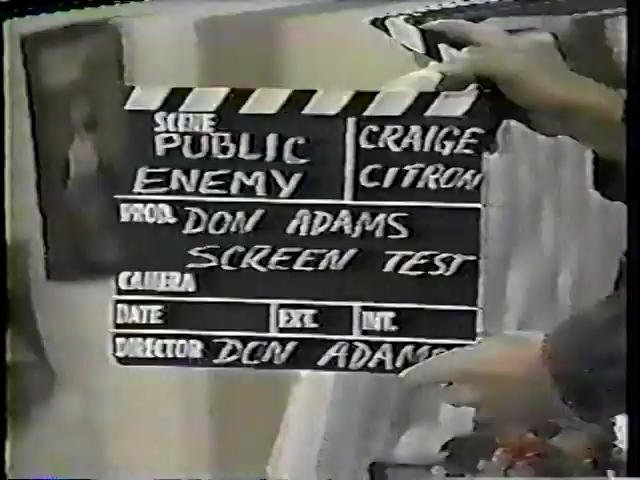 SCENE
PUBLIC
ENEMY
CRAIGE
CITRON
PROD. DON ADAMS
SCREEN TEST
CAMERA
DATE EXT. INT.
DIRECTOR DON ADAMS